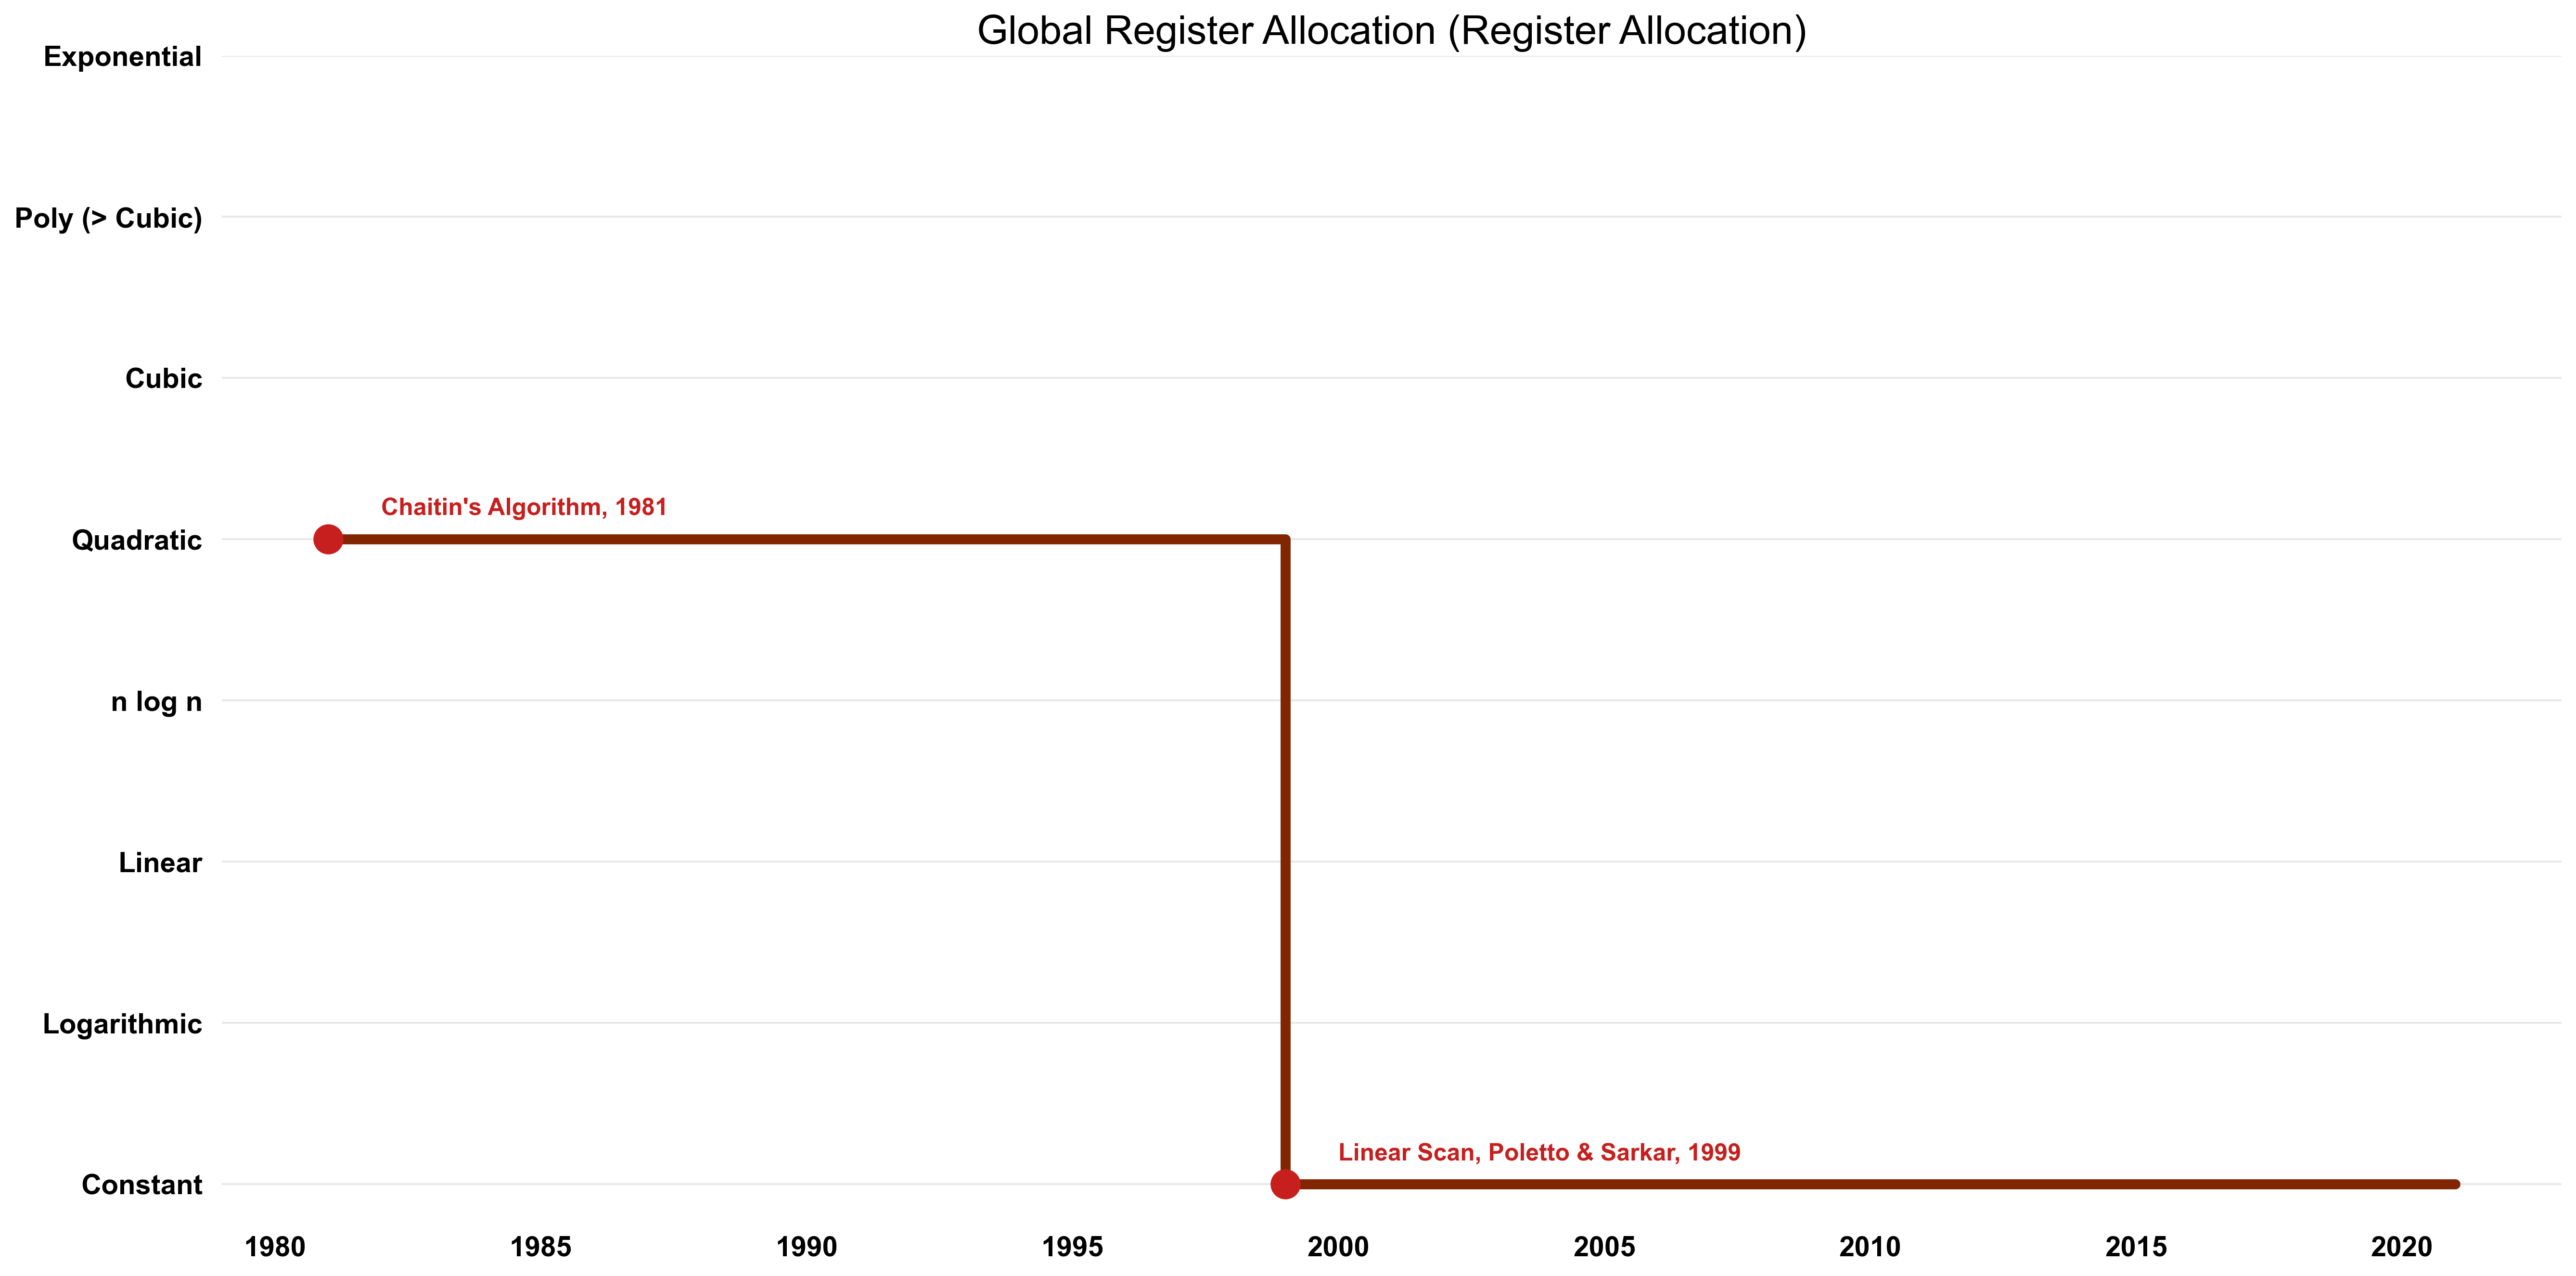 Global Register Allocation (Register Allocation)
Exponential
Poly (> Cubic)
Cubic
Chaitin's Algorithm, 1981
Quadratic
n log n
Linear
Logarithmic
Linear Scan, Poletto & Sarkar, 1999
Constant
1980 1985 1990 1995 2000 2005 2010 2015 2020